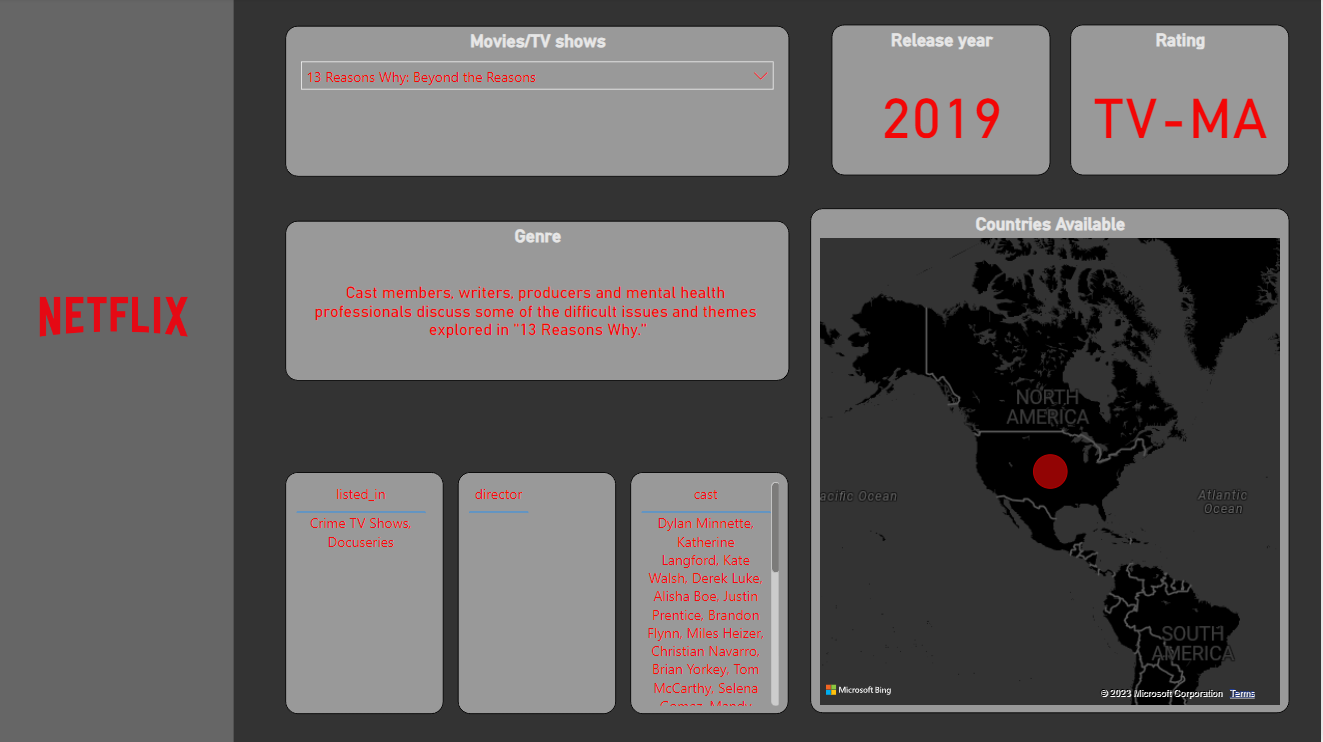 NETFLIX
Movies/TV shows
13 Reasons Why: Beyond the Reasons
Release year
2019
Rating
TV-MA
Genre
Cast members, writers, producers and mental health
professionals discuss some of the difficult issues and themes
explored in "13 Reasons Why."
listed_in
Crime TV Shows,
Docuseries
director
cast
Dylan Minnette,
Katherine
Langford, Kate
Walsh, Derek Luke,
Alisha Boe, Justin
Prentice, Brandon
Flynn, Miles Heizer,
Christian Navarro,
Brian Yorkey, Tom
McCarthy, Selena
Gomez, Mandy
Countries Available
NORTH
AMERICA
acific Ocean
Atlantic
Ocean
SOUTH
AMERICA
Microsoft Bing
© 2023 Microsoft Corporation Terms